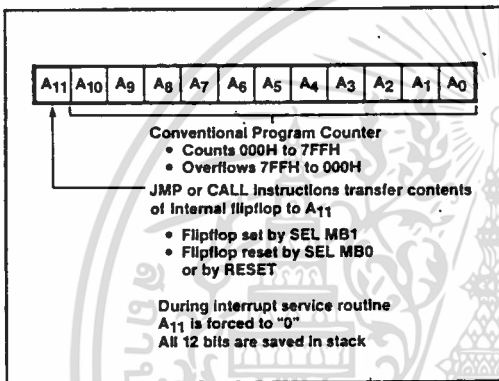 A11 A10 A9 A8 A7 A6 A5 A4 A3 A2 A1 A0
Conventional Program Counter
• Counts 000H to 7FFH
• Overflows 7FFH to 000H
JMP or CALL Instructions transfer contents
of internal flipflop to A11
• Flipflop set by SEL MB1
• Flipflop reset by SEL MB0
or by RESET
During interrupt service routine
A11 is forced to "0"
All 12 bits are saved in stack